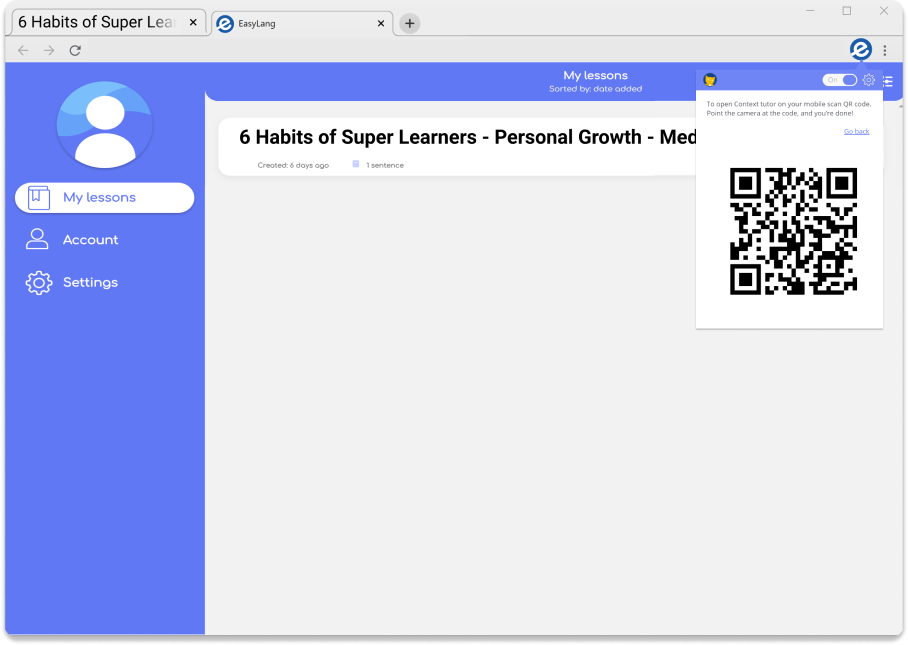 6 Habits of Super Lea
EasyLang
My lessons
Sorted by: date added
On
To open Context tutor on your mobile scan QR code.
Point the camera at the code, and you're done!
Go back
My lessons
Account
Settings
6 Habits of Super Learners - Personal Growth - Med
Created: 6 days ago
1 sentence